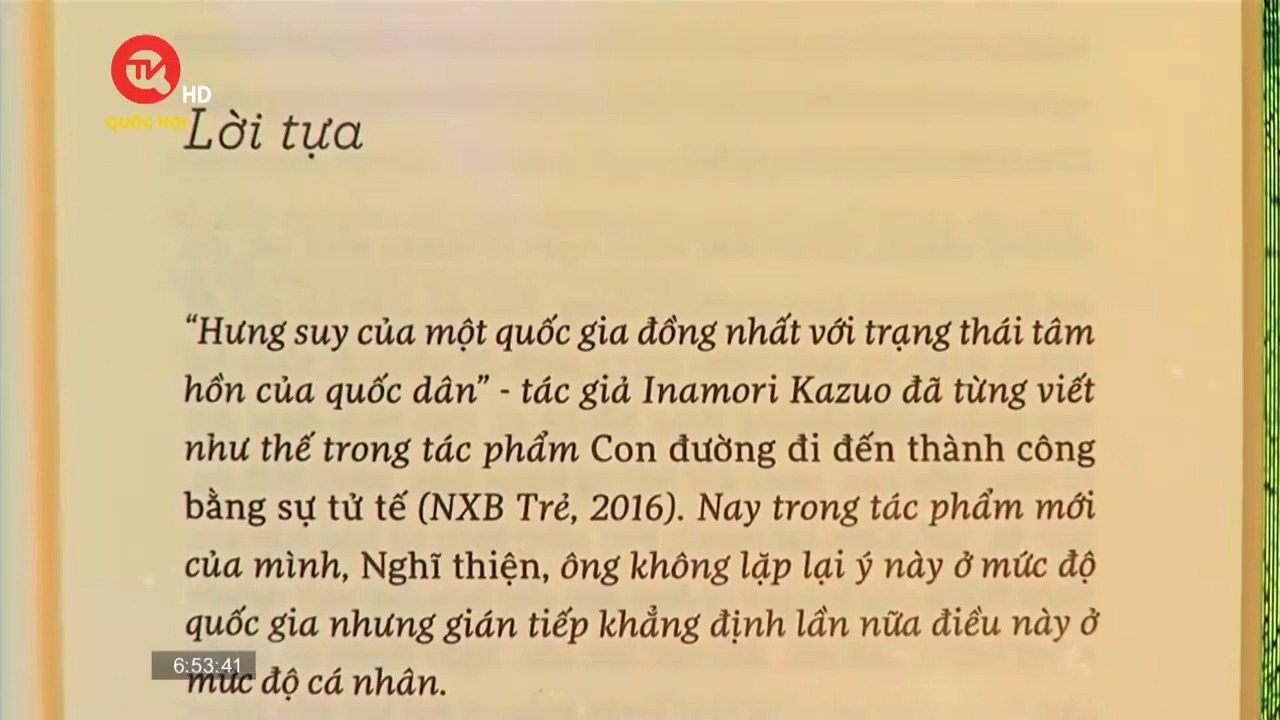 TV
HD
QUỐC HỘI
Lời tựa
“Hưng suy của một quốc gia đồng nhất với trạng thái tâm
hồn của quốc dân” - tác giả Inamori Kazuo đã từng viết
như thế trong tác phẩm Con đường đi đến thành công
bằng sự tử tế (NXB Trẻ, 2016). Nay trong tác phẩm mới
của mình, Nghĩ thiện, ông không lặp lại ý này ở mức độ
quốc gia nhưng gián tiếp khẳng định lần nữa điều này ở
mức độ cá nhân.
6:53:41